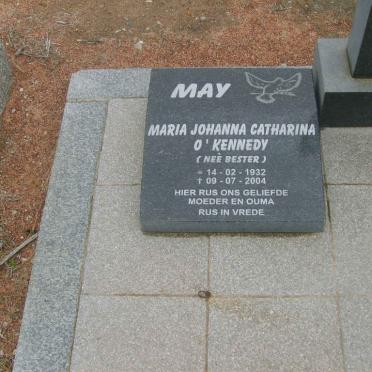 MAY
MARIA JOHANNA CATHARINA
O'KENNEDY
(NEÈ BESTER)
* 14-02-1932
† 09-07-2004
HIER RUS ONS GELIEFDE
MOEDER EN OUMA
RUS IN VREDE